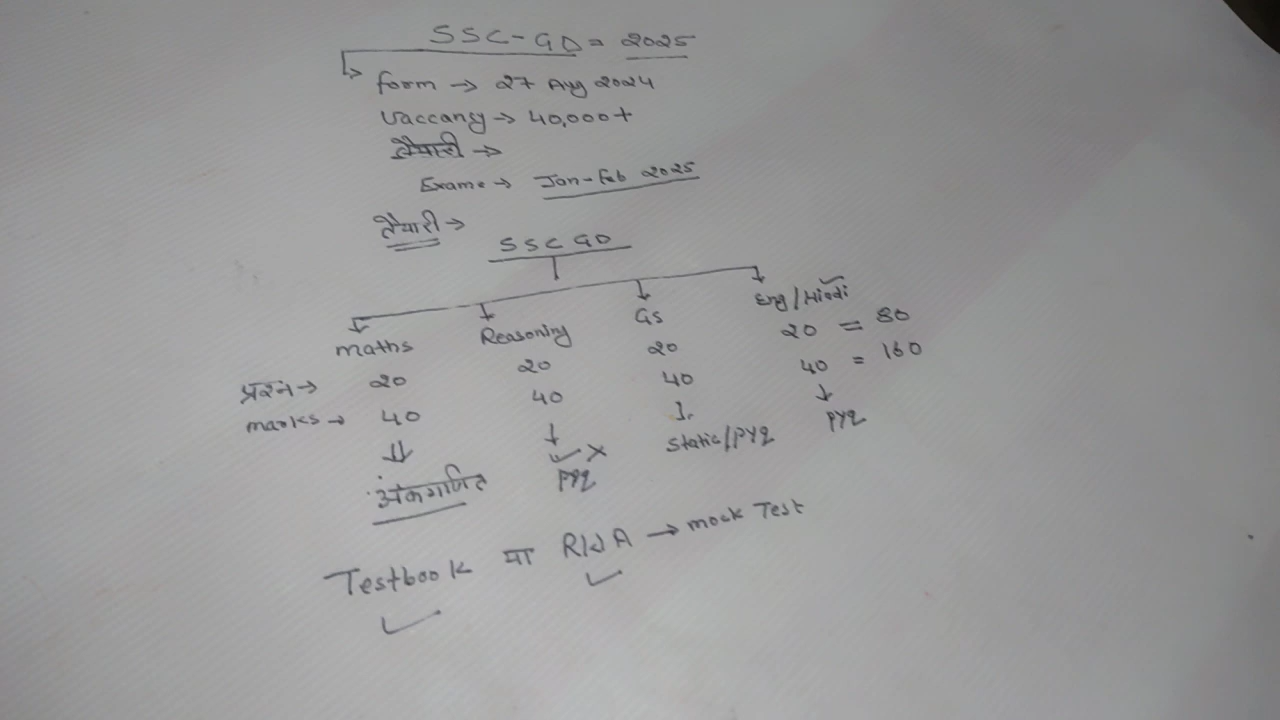 SSC-GD = 2025
form → 27 Aug 2024
Vaccancy → 40,000+
तैयारी →
Exame → Jan-Feb 2025
तैयारी →
SSC GD
maths Reasoning GS Eng/Hindi
प्रश्न → 20 20 20 20 = 80
marks → 40 40 40 40 = 160
अंकगणित PYQ Static/PYQ PYQ
Testbook या RWA → mock Test